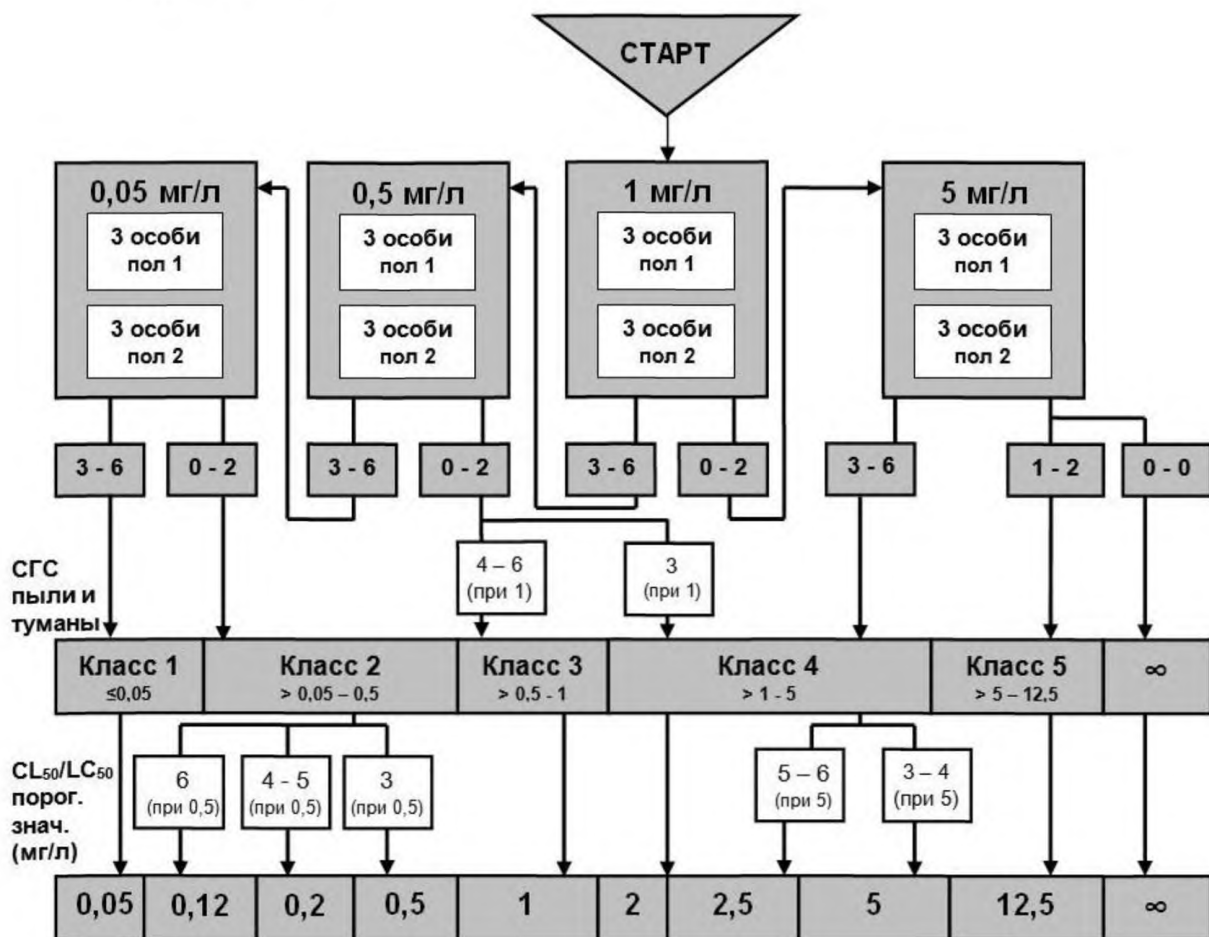 СТАРТ
0,05 мг/л
3 особи
пол 1
3 особи
пол 2
0,5 мг/л
3 особи
пол 1
3 особи
пол 2
1 мг/л
3 особи
пол 1
3 особи
пол 2
5 мг/л
3 особи
пол 1
3 особи
пол 2
3 - 6
0 - 2
3 - 6
0 - 2
3 - 6
0 - 2
3 - 6
1 - 2
0 - 0
4 – 6
(при 1)
3
(при 1)
СГС
пыли и
туманы
Класс 1
≤0,05
Класс 2
> 0,05 – 0,5
Класс 3
> 0,5 - 1
Класс 4
> 1 - 5
Класс 5
> 5 – 12,5
∞
6
(при 0,5)
4 - 5
(при 0,5)
3
(при 0,5)
5 – 6
(при 5)
3 – 4
(при 5)
CL50/LC50
порог.
знач.
(мг/л)
0,05
0,12
0,2
0,5
1
2
2,5
5
12,5
∞